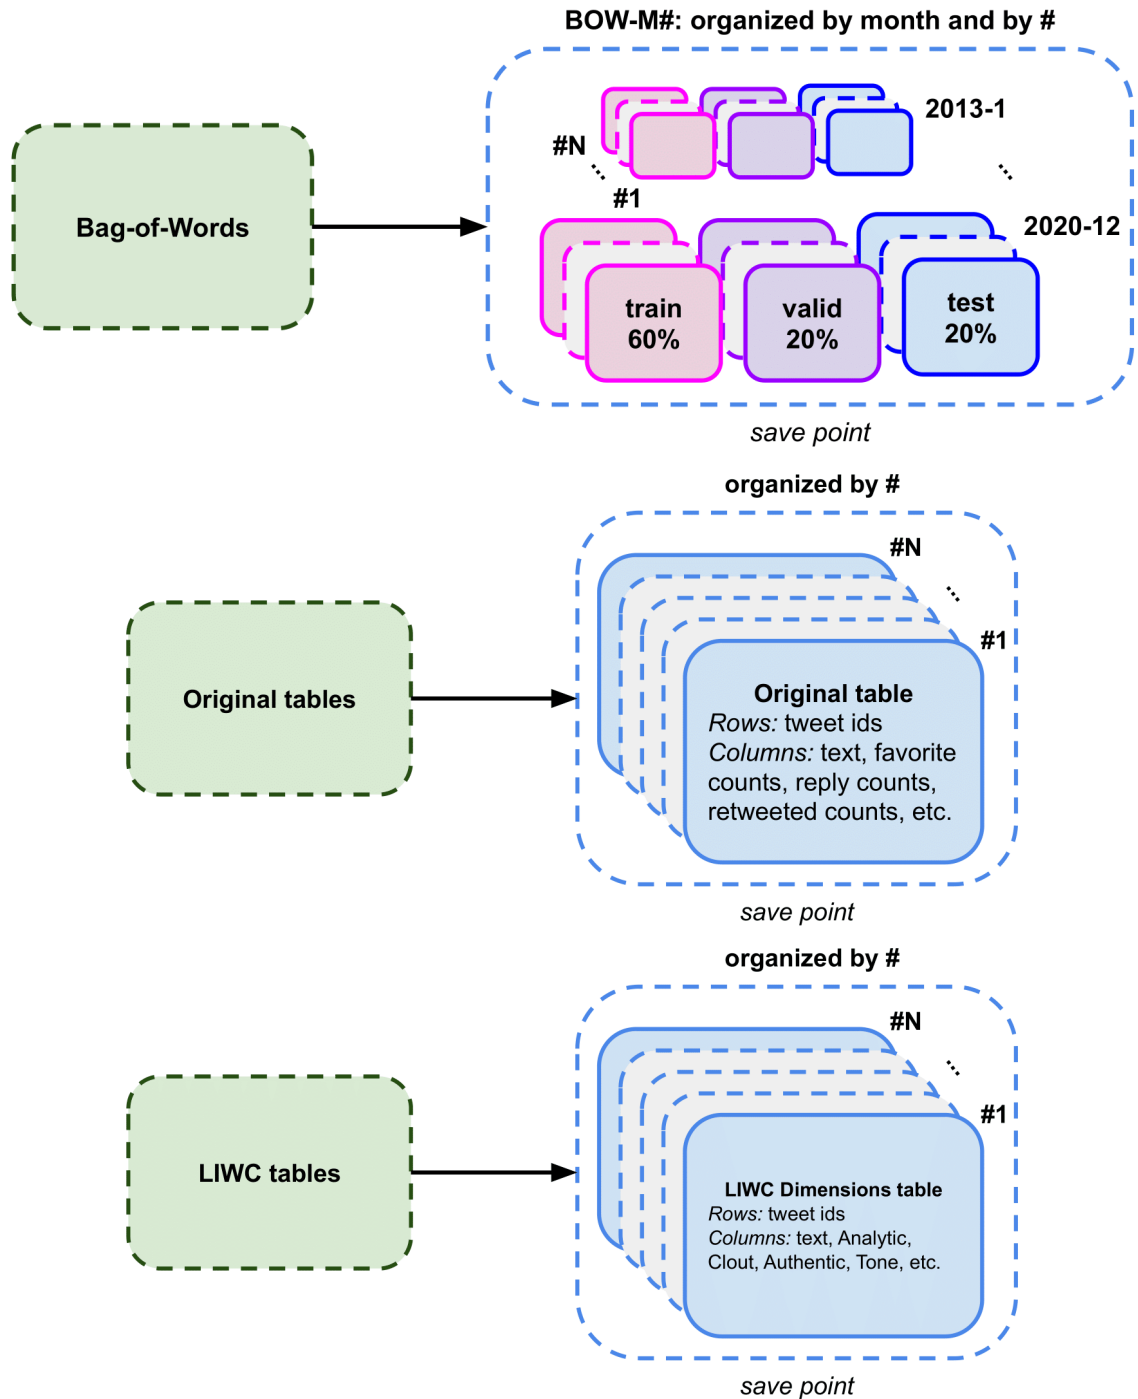 BOW-M#: organized by month and by #
2013-1
#N
...
...
#1
2020-12
Bag-of-Words
train
60%
valid
20%
test
20%
save point
organized by #
#N
...
#1
Original tables
Original table
Rows: tweet ids
Columns: text, favorite
counts, reply counts,
retweeted counts, etc.
save point
organized by #
#N
...
#1
LIWC tables
LIWC Dimensions table
Rows: tweet ids
Columns: text, Analytic,
Clout, Authentic, Tone, etc.
save point